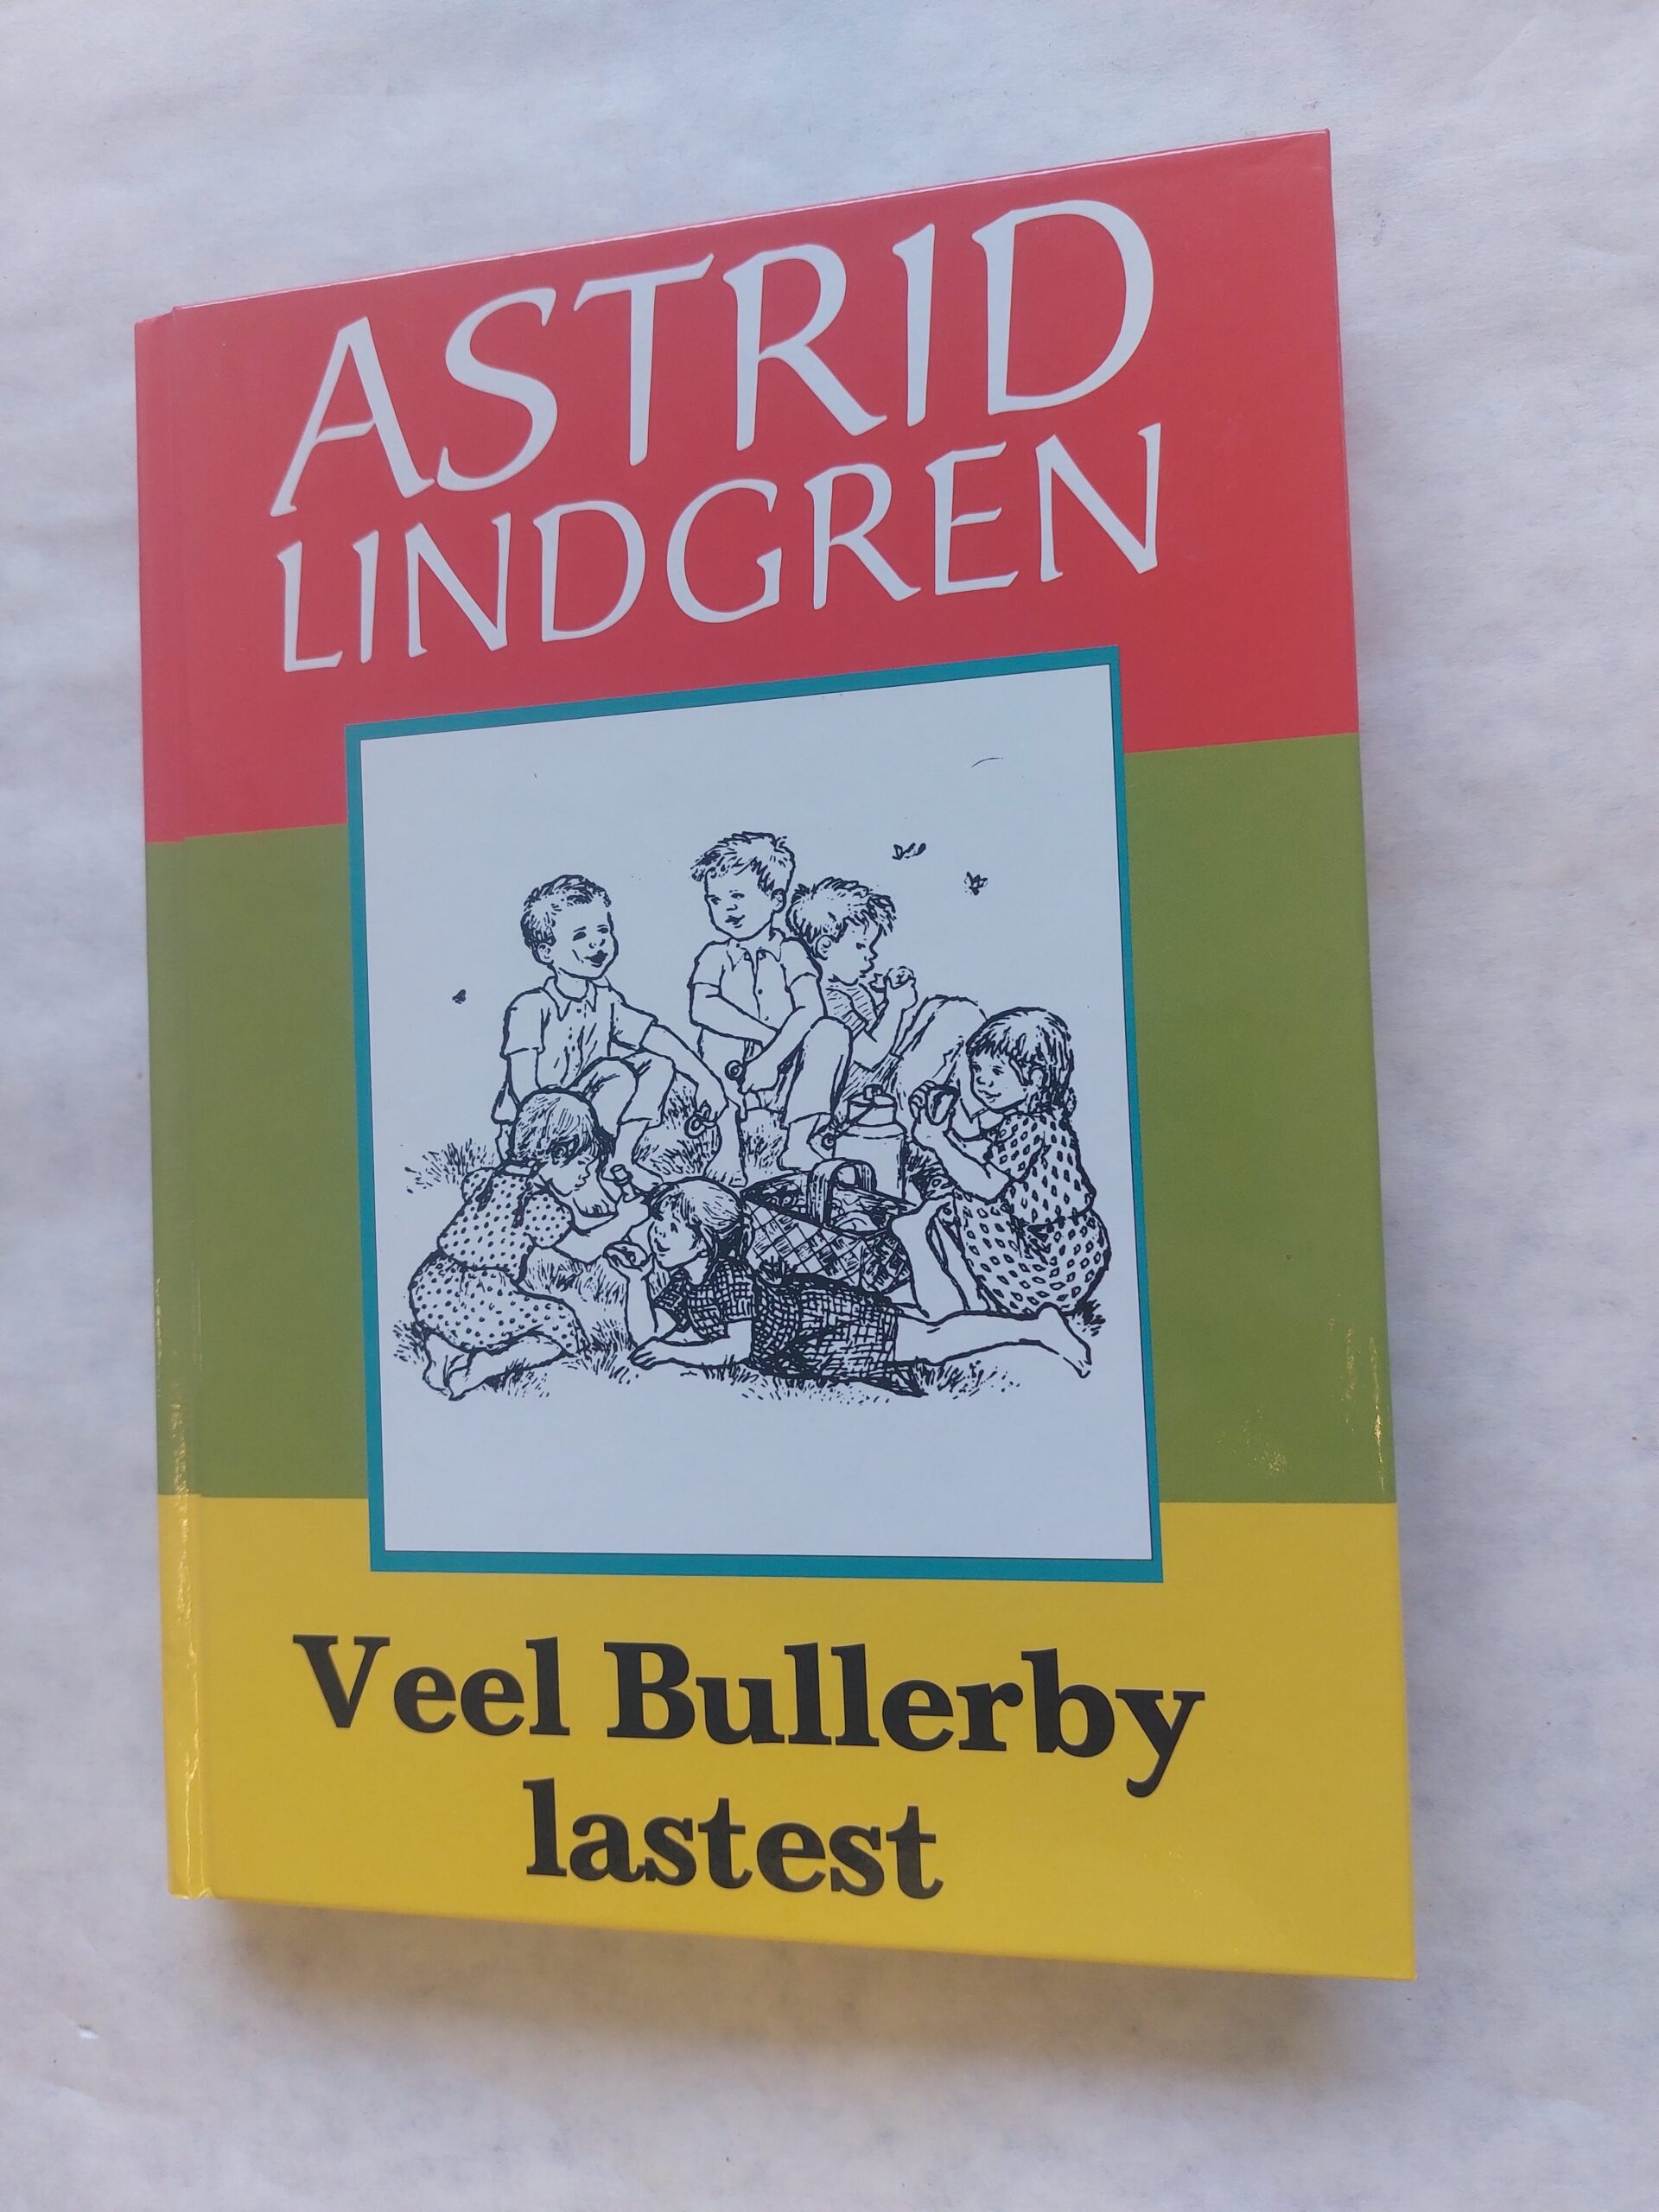 ASTRID
LINDGREN
Veel Bullerby
lastest